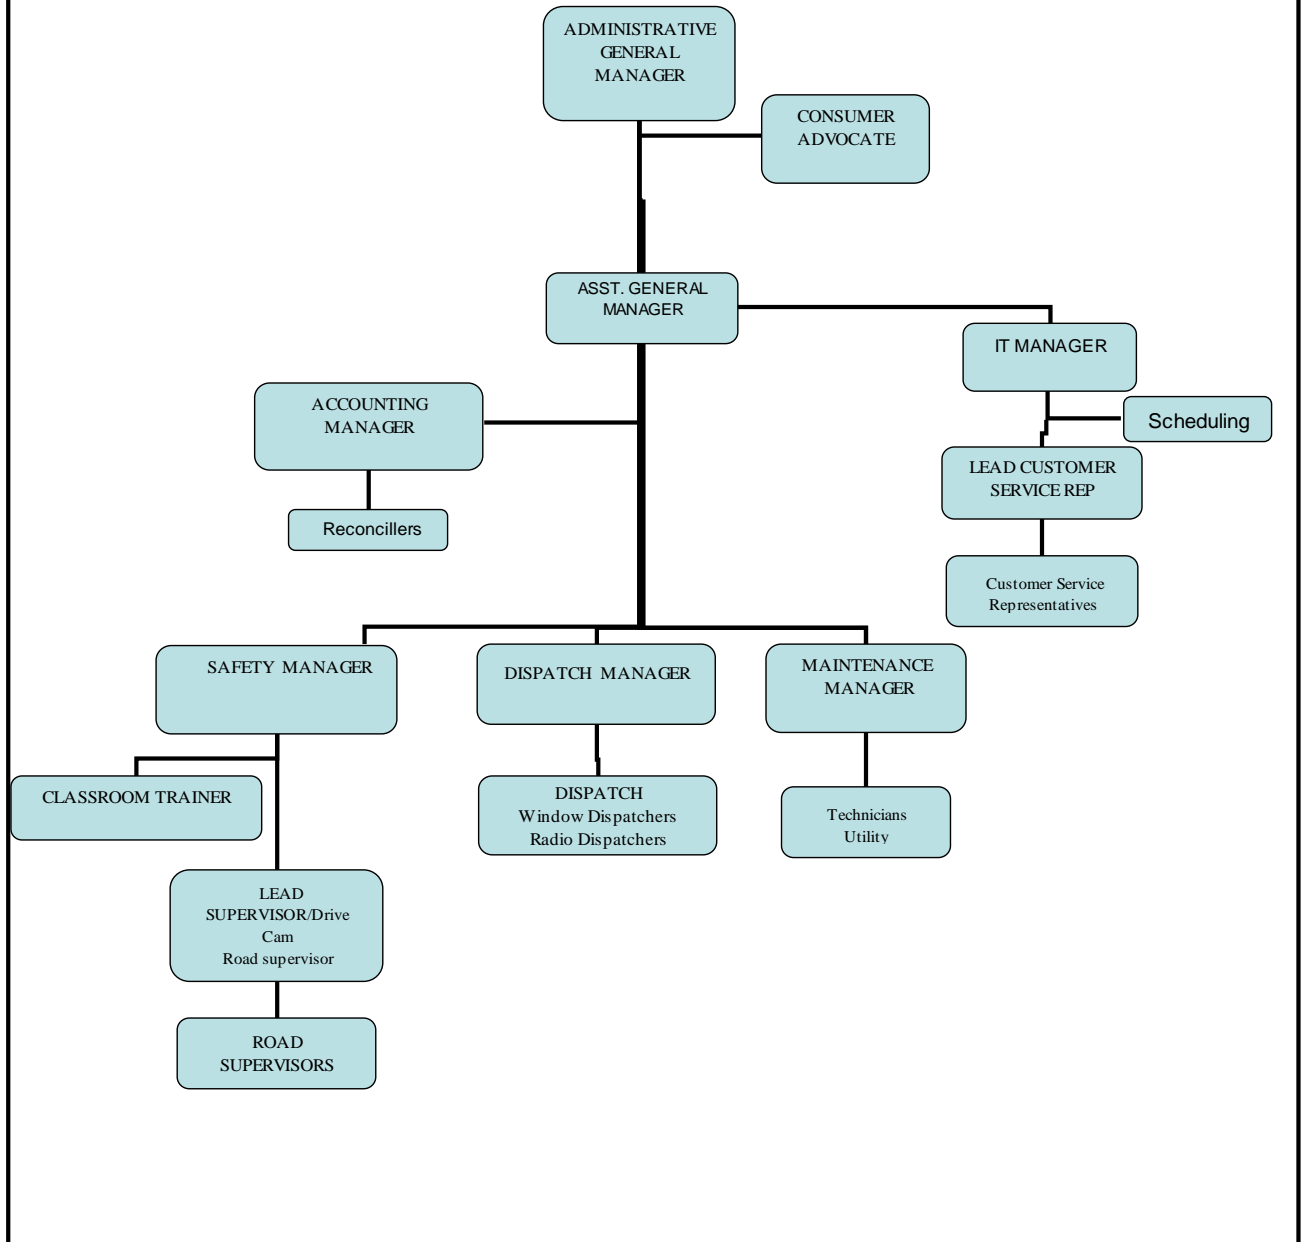 ADMINISTRATIVE
GENERAL
MANAGER
CONSUMER
ADVOCATE
ASST. GENERAL
MANAGER
IT MANAGER
ACCOUNTING
MANAGER
Scheduling
LEAD CUSTOMER
SERVICE REP
Reconcillers
Customer Service
Representatives
SAFETY MANAGER
DISPATCH MANAGER
MAINTENANCE
MANAGER
CLASSROOM TRAINER
DISPATCH
Window Dispatchers
Radio Dispatchers
Technicians
Utility
LEAD
SUPERVISOR/Drive
Cam
Road supervisor
ROAD
SUPERVISORS